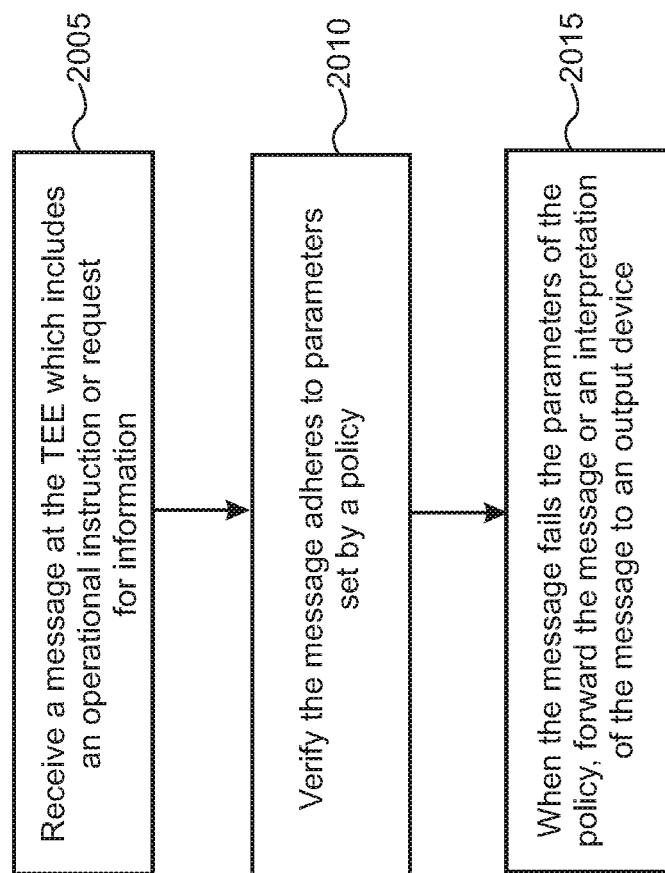 Receive a message at the TEE which includes
an operational instruction or request
for information
2005
Verify the message adheres to parameters
set by a policy
2010
When the message fails the parameters of the
policy, forward the message or an interpretation
of the message to an output device
2015